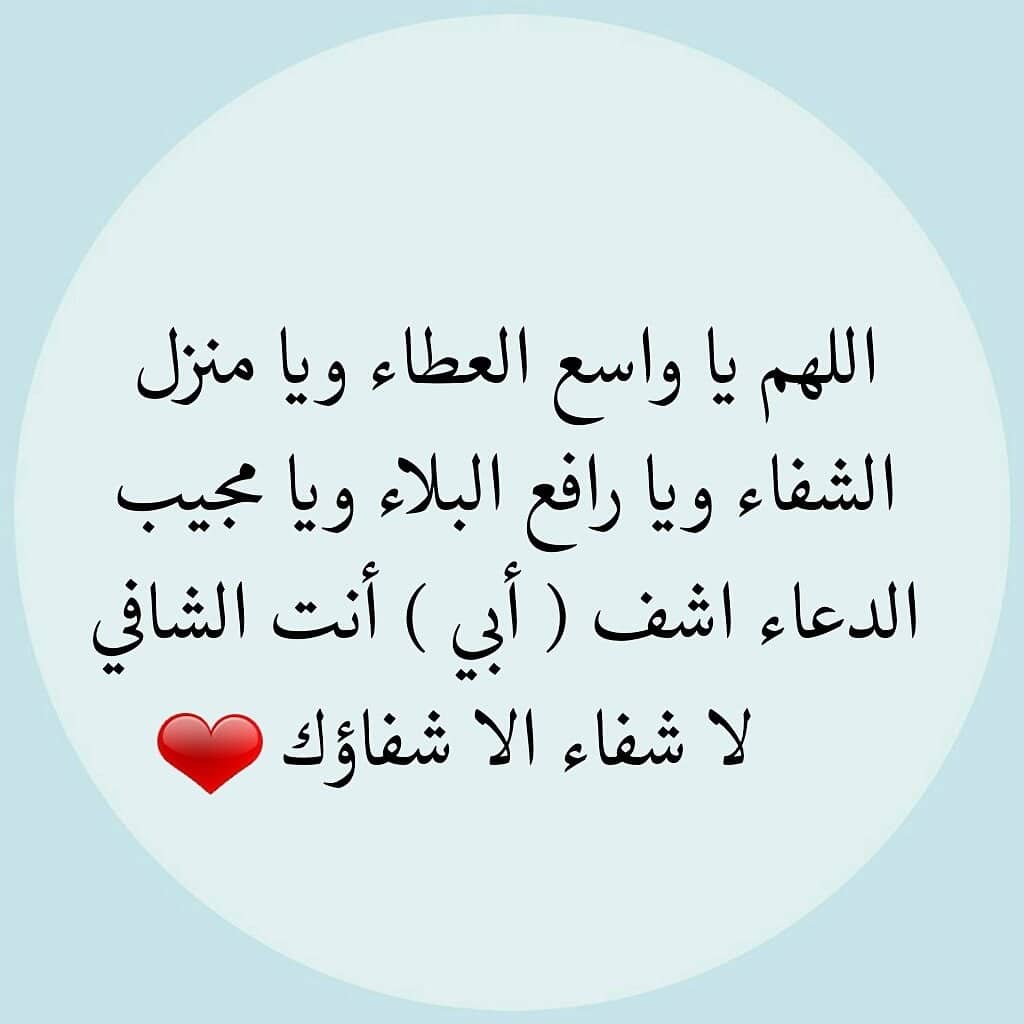 اللهم يا واسع العطاء ويا منزل
الشفاء ويا رافع البلاء ويا مجيب
الدعاء اشف ( أبي ) أنت الشافي
لا شفاء الا شفاؤك ❤️